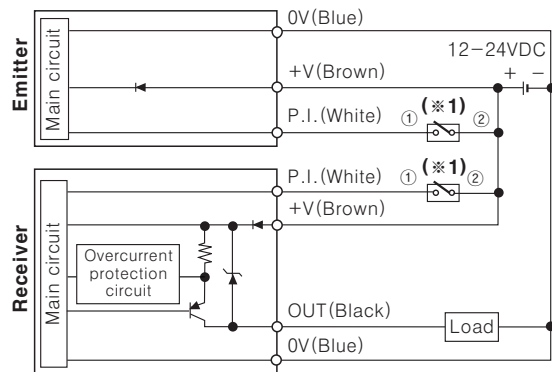 Emitter
Main circuit
0V(Blue)
12−24VDC
+V(Brown)
+ −
P.I.(White)
① (※1) ②
Receiver
Main circuit
P.I.(White)
① (※1) ②
+V(Brown)
Overcurrent
protection
circuit
OUT(Black)
Load
0V(Blue)